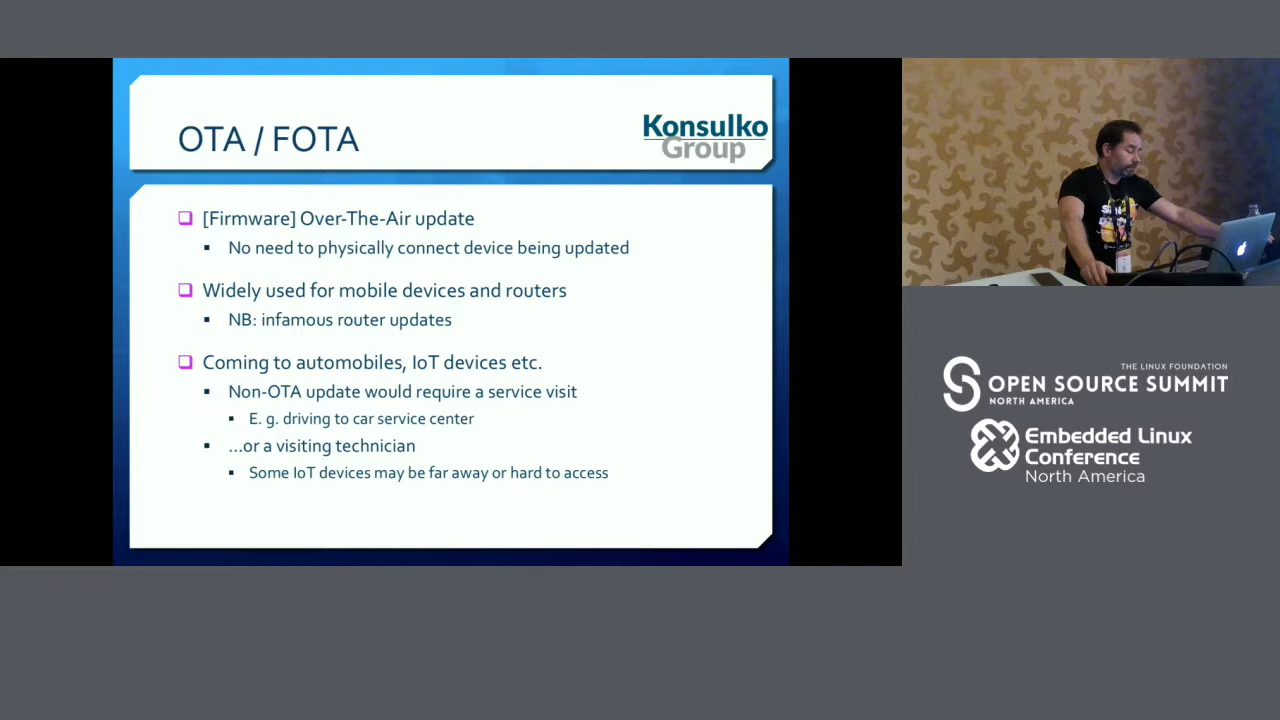 OTA / FOTA
Konsulko
Group
[Firmware] Over-The-Air update
No need to physically connect device being updated
Widely used for mobile devices and routers
NB: infamous router updates
Coming to automobiles, IoT devices etc.
Non-OTA update would require a service visit
E. g. driving to car service center
...or a visiting technician
Some IoT devices may be far away or hard to access
THE LINUX FOUNDATION
OPEN SOURCE SUMMIT
NORTH AMERICA
Embedded Linux
Conference
North America